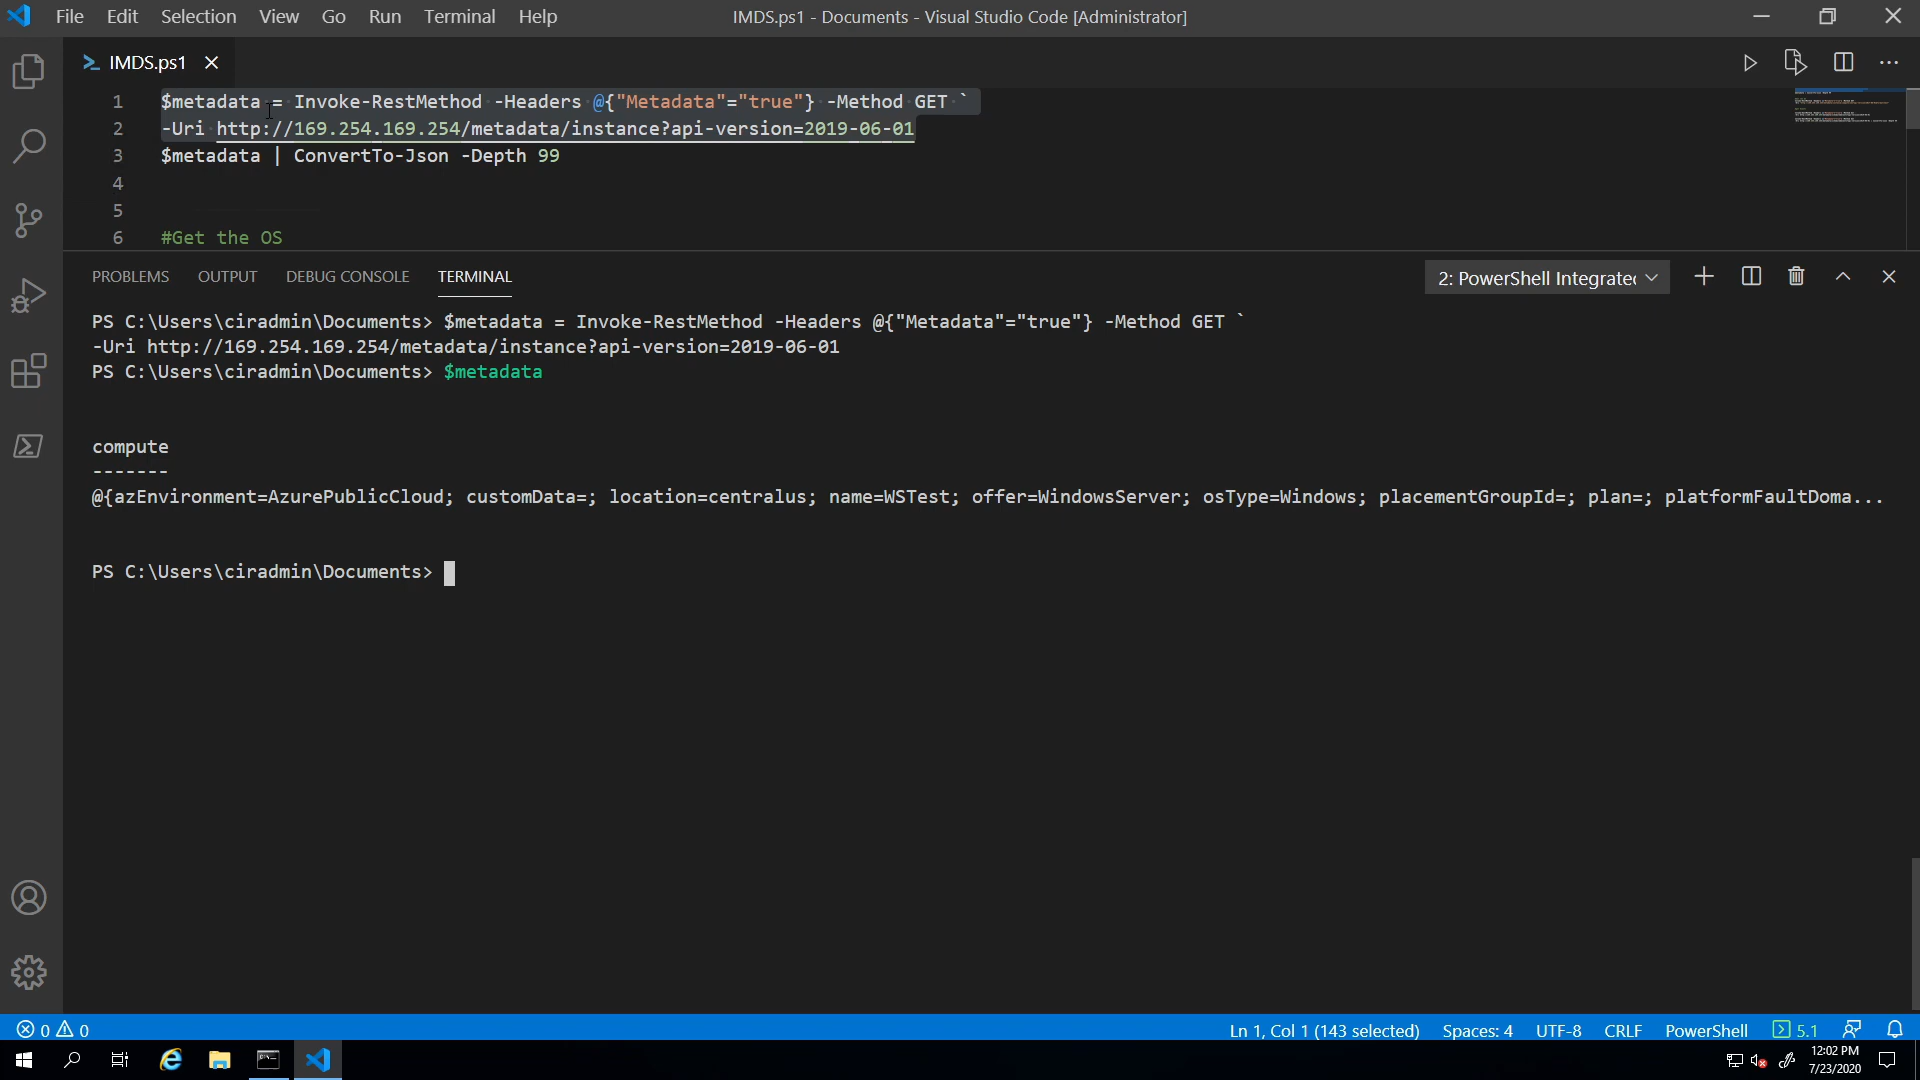 File Edit Selection View Go Run Terminal Help
IMDS.ps1 - Documents - Visual Studio Code [Administrator]
IMDS.ps1
1 $metadata = Invoke-RestMethod -Headers @{"Metadata"="true"} -Method GET `
2 -Uri http://169.254.169.254/metadata/instance?api-version=2019-06-01
3 $metadata | ConvertTo-Json -Depth 99
4
5
6 #Get the OS
PROBLEMS OUTPUT DEBUG CONSOLE TERMINAL
2: PowerShell Integrated
PS C:\Users\ciradmin\Documents> $metadata = Invoke-RestMethod -Headers @{"Metadata"="true"} -Method GET `
-Uri http://169.254.169.254/metadata/instance?api-version=2019-06-01
PS C:\Users\ciradmin\Documents> $metadata
compute
-------
@{azEnvironment=AzurePublicCloud; customData=; location=centralus; name=WSTest; offer=WindowsServer; osType=Windows; placementGroupId=; plan=; platformFaultDoma...
PS C:\Users\ciradmin\Documents>
0 0
Ln 1, Col 1 (143 selected) Spaces: 4 UTF-8 CRLF PowerShell 5.1
12:02 PM
7/23/2020